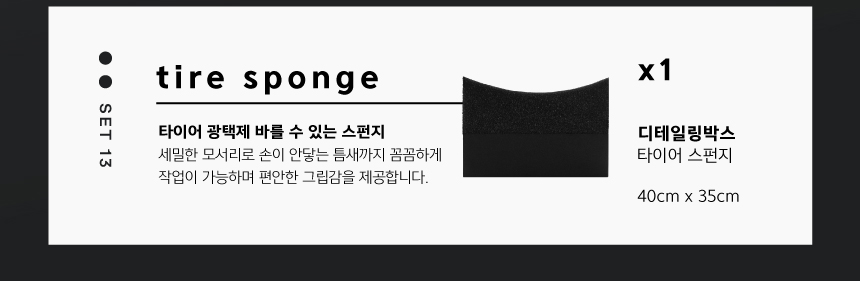 SET 13
tire sponge
타이어 광택제 바를 수 있는 스펀지
세밀한 모서리로 손이 안닿는 틈새까지 꼼꼼하게
작업이 가능하며 편안한 그립감을 제공합니다.
x1
디테일링박스
타이어 스펀지
40cm x 35cm